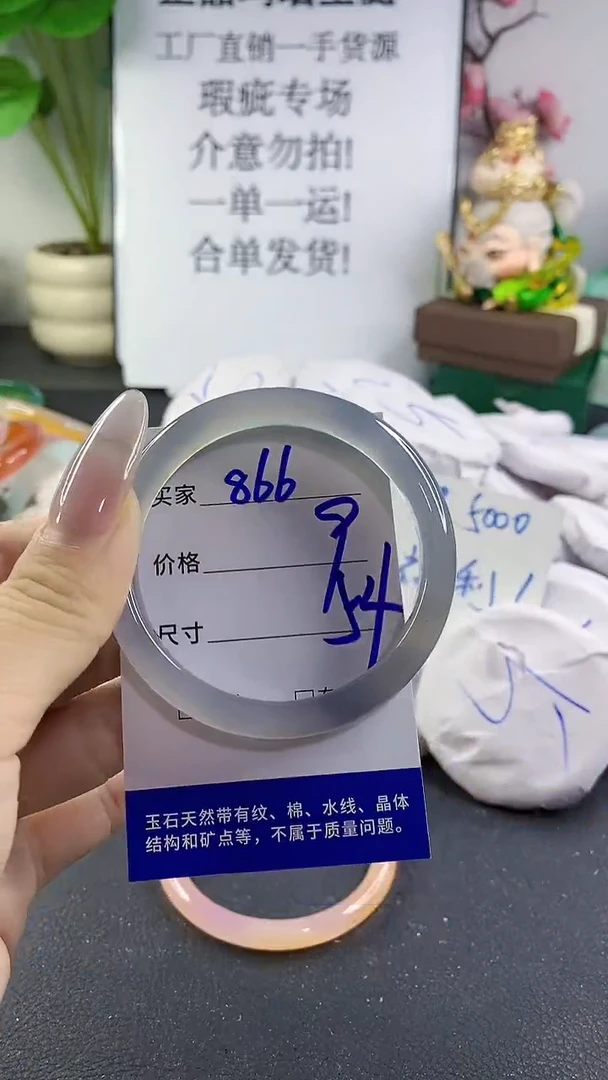 工厂直销一手货源
瑕疵专场
介意勿拍!
一单一运!
合单发货!
买家 866
价格
尺寸 54
5000
玉石天然带有纹、棉、水线、晶体
结构和矿点等，不属于质量问题。